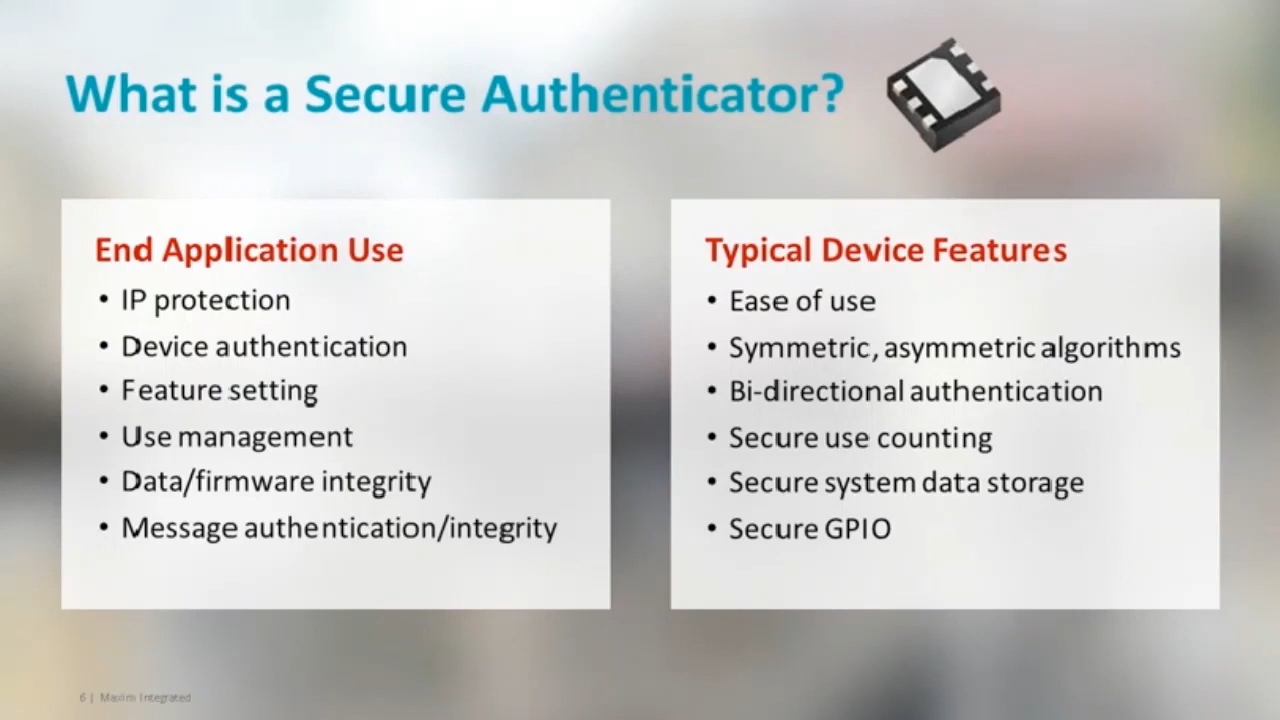 What is a Secure Authenticator?
End Application Use
• IP protection
• Device authentication
• Feature setting
• Use management
• Data/firmware integrity
• Message authentication/integrity
Typical Device Features
• Ease of use
• Symmetric, asymmetric algorithms
• Bi-directional authentication
• Secure use counting
• Secure system data storage
• Secure GPIO
6 | Maxim Integrated